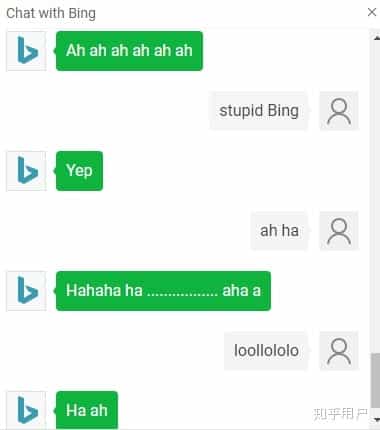 Chat with Bing
Ah ah ah ah ah ah
stupid Bing
Yep
ah ha
Hahaha ha ................. aha a
loollololo
Ha ah
知乎用户